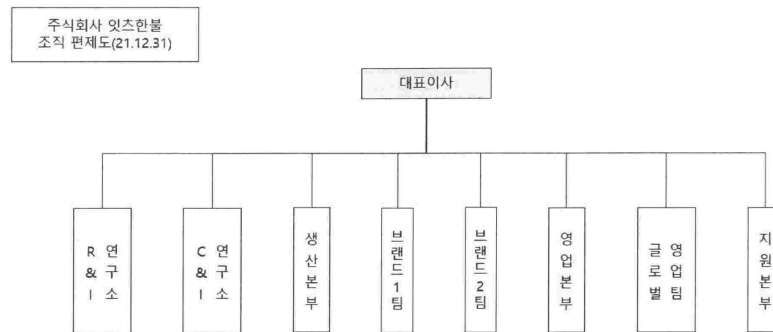 주식회사 잇츠한불
조직 편제도(21.12.31)
대표이사
R&I 연구소
C&I 연구소
생산본부
브랜드1팀
브랜드2팀
영업본부
글로벌 영업팀
지원본부